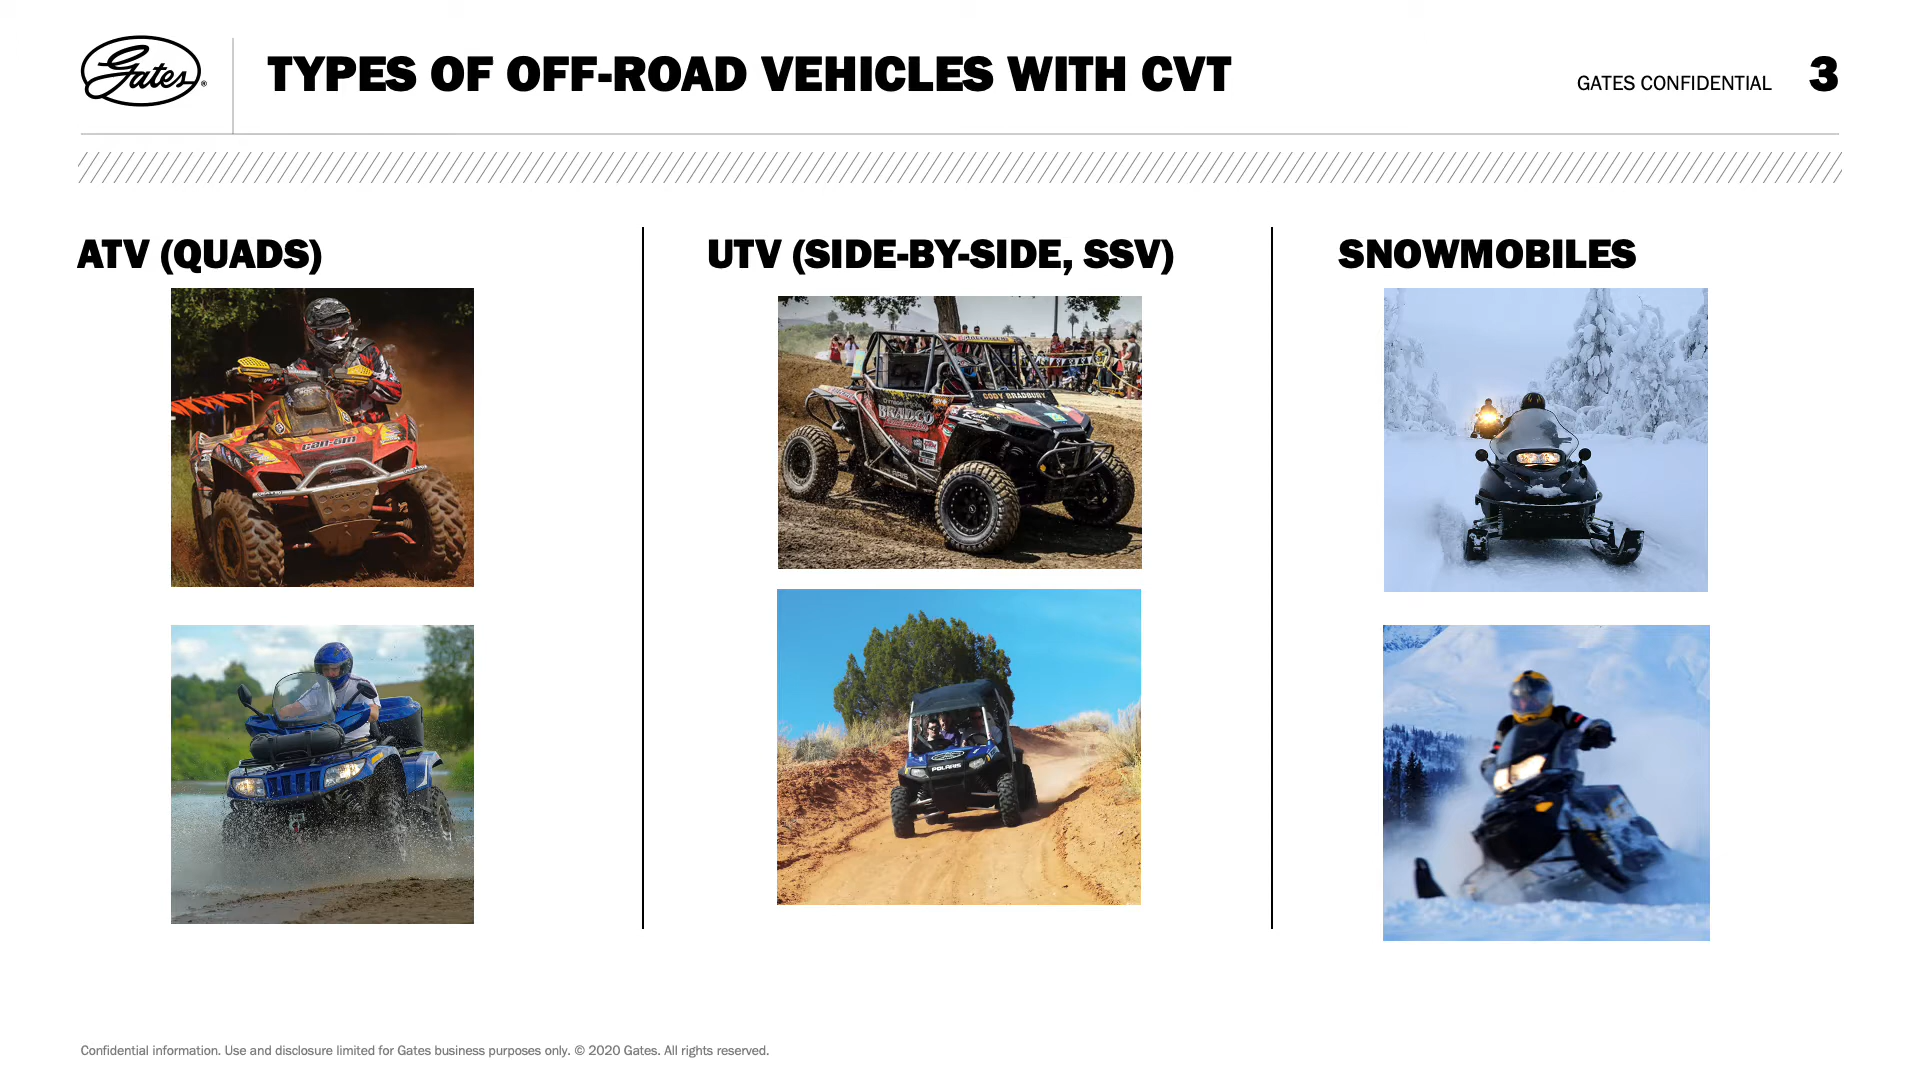 Gates®
TYPES OF OFF-ROAD VEHICLES WITH CVT
GATES CONFIDENTIAL
3
ATV (QUADS)
UTV (SIDE-BY-SIDE, SSV)
SNOWMOBILES
can-am
CODY BRADBURY
BRADCO
POLARIS
Confidential information. Use and disclosure limited for Gates business purposes only. © 2020 Gates. All rights reserved.